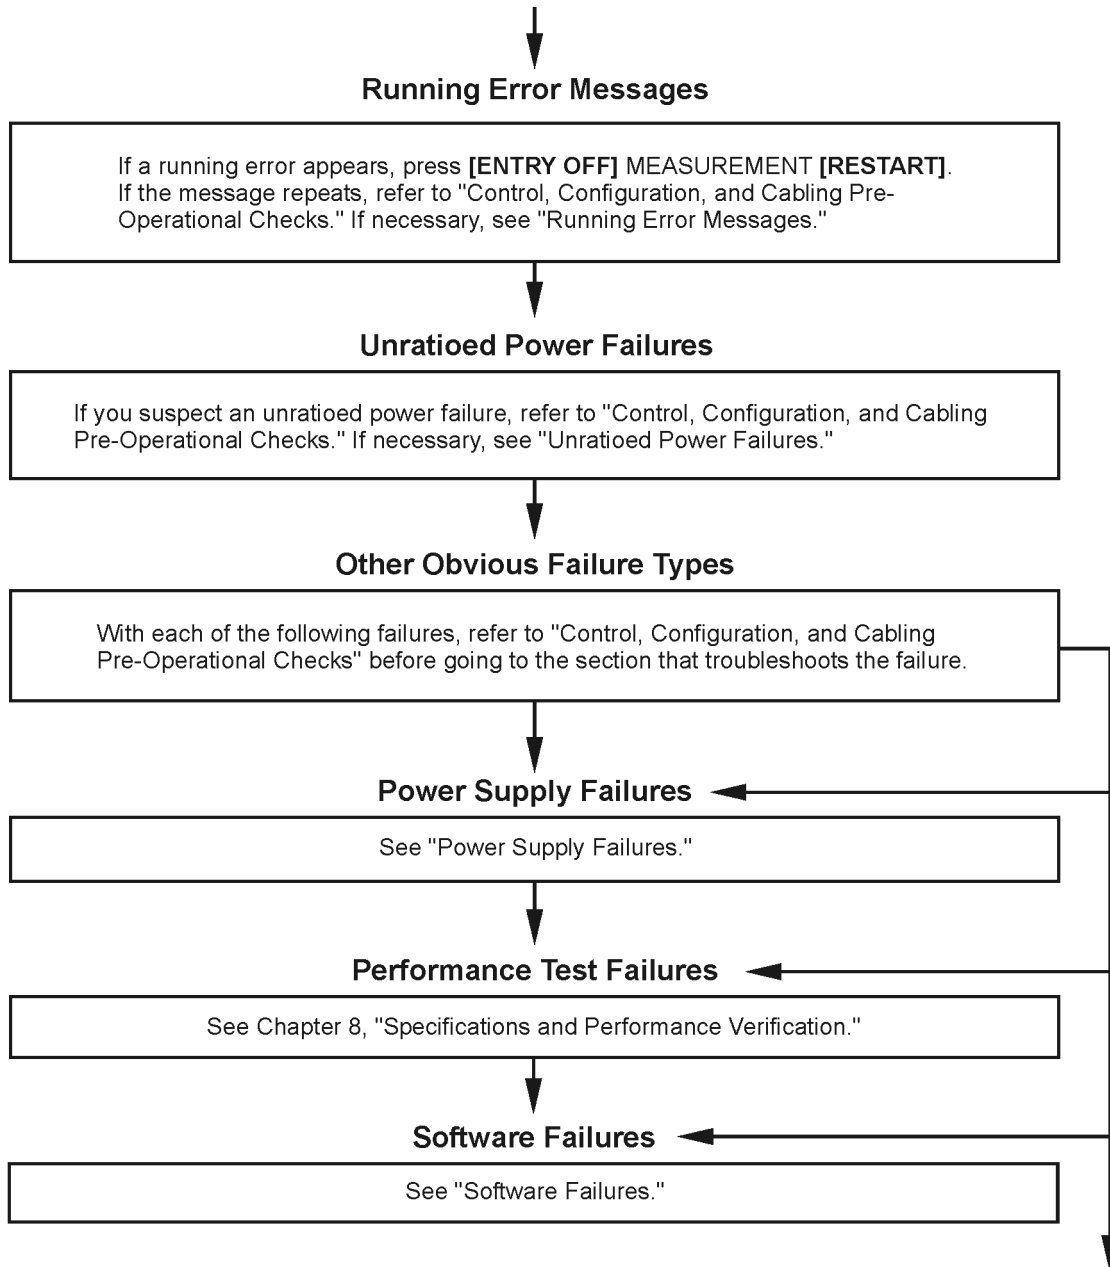 Running Error Messages
If a running error appears, press [ENTRY OFF] MEASUREMENT [RESTART].
If the message repeats, refer to "Control, Configuration, and Cabling Pre-
Operational Checks." If necessary, see "Running Error Messages."
Unratioed Power Failures
If you suspect an unratioed power failure, refer to "Control, Configuration, and Cabling
Pre-Operational Checks." If necessary, see "Unratioed Power Failures."
Other Obvious Failure Types
With each of the following failures, refer to "Control, Configuration, and Cabling
Pre-Operational Checks" before going to the section that troubleshoots the failure.
Power Supply Failures
See "Power Supply Failures."
Performance Test Failures
See Chapter 8, "Specifications and Performance Verification."
Software Failures
See "Software Failures."